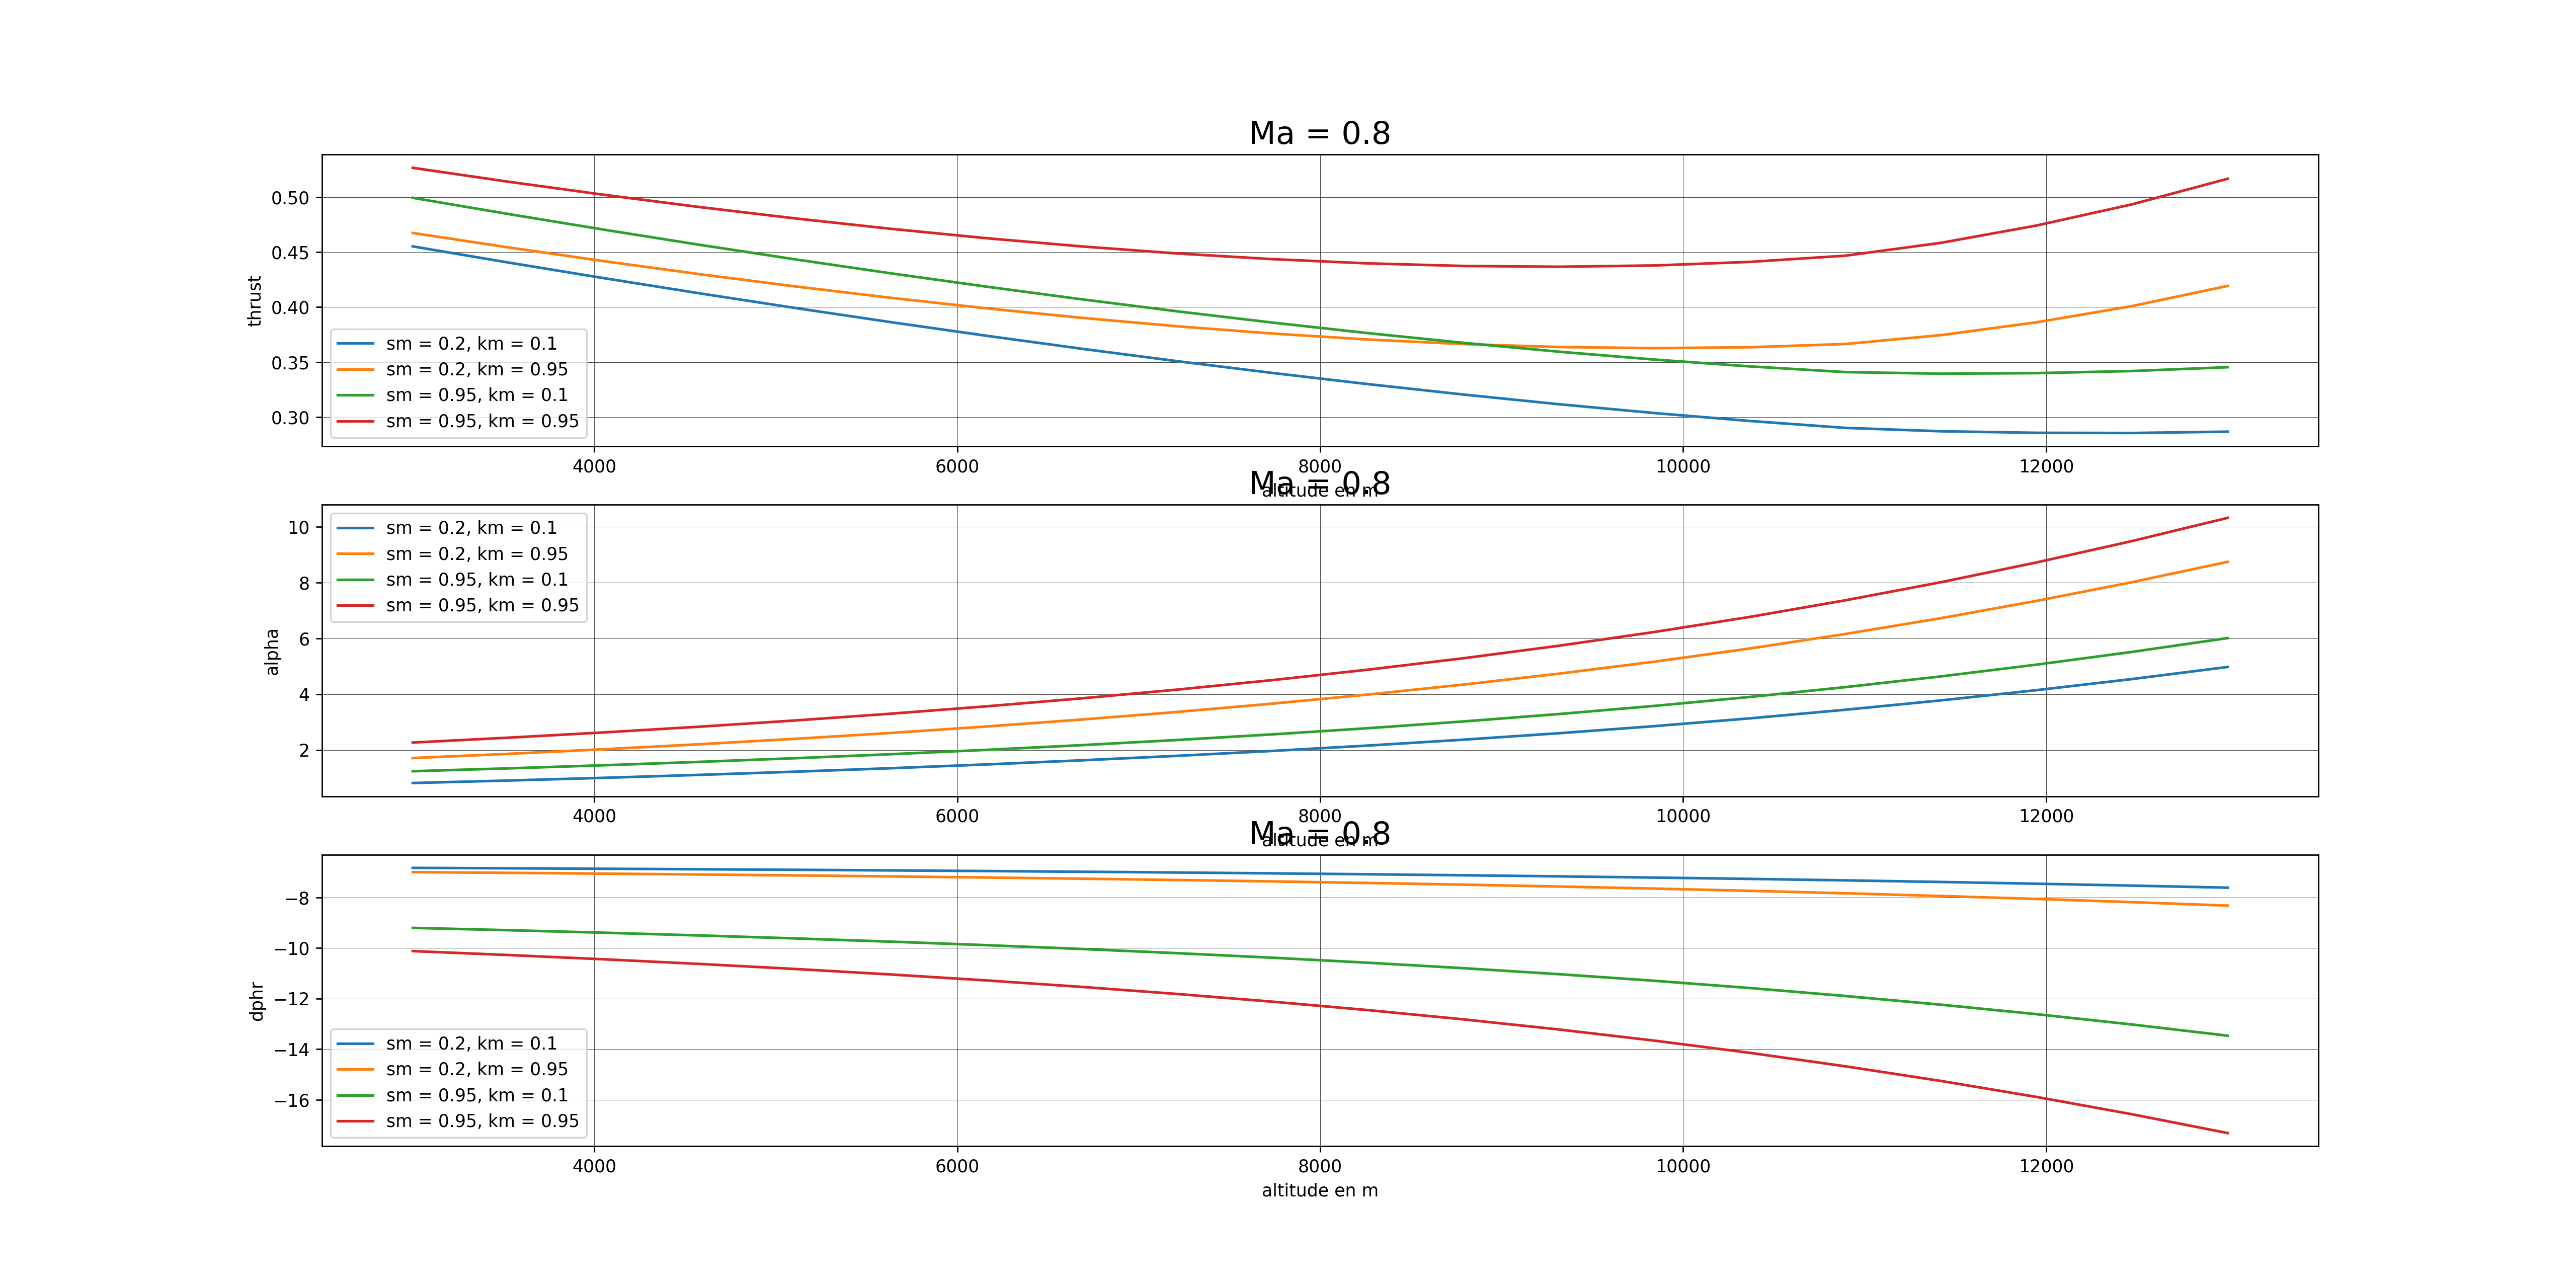 Ma = 0.8
thrust
0.50
0.45
0.40
0.35
0.30
sm = 0.2, km = 0.1
sm = 0.2, km = 0.95
sm = 0.95, km = 0.1
sm = 0.95, km = 0.95
4000 6000 8000 10000 12000
altitude en m
Ma = 0.8
alpha
10
8
6
4
2
sm = 0.2, km = 0.1
sm = 0.2, km = 0.95
sm = 0.95, km = 0.1
sm = 0.95, km = 0.95
4000 6000 8000 10000 12000
altitude en m
Ma = 0.8
dphr
−8
−10
−12
−14
−16
sm = 0.2, km = 0.1
sm = 0.2, km = 0.95
sm = 0.95, km = 0.1
sm = 0.95, km = 0.95
4000 6000 8000 10000 12000
altitude en m